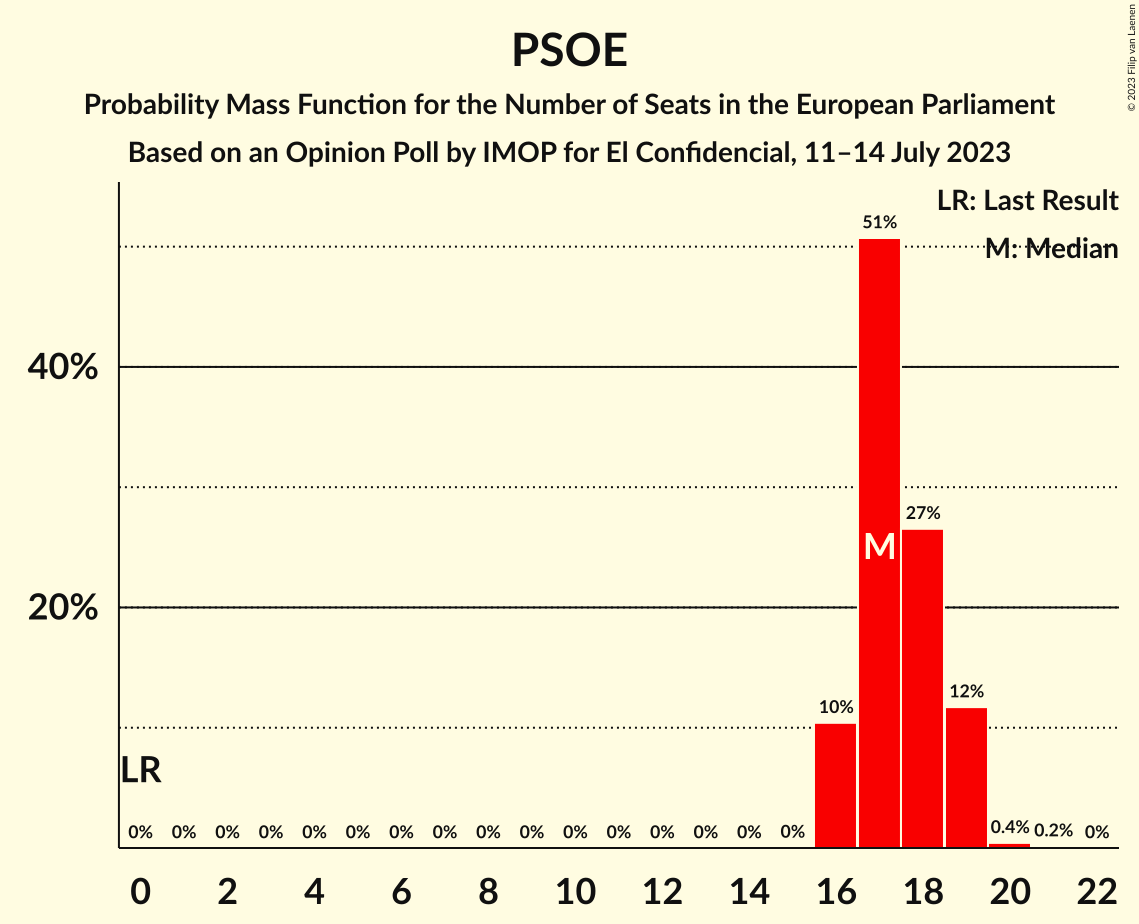 PSOE
Probability Mass Function for the Number of Seats in the European Parliament
Based on an Opinion Poll by IMOP for El Confidencial, 11–14 July 2023
© 2023 Filip van Laenen
LR: Last Result
M: Median
51%
40%
27%
M
20%
12%
10%
LR
0% 0% 0% 0% 0% 0% 0% 0% 0% 0% 0% 0% 0% 0% 0% 0% 0.4% 0.2% 0%
0 2 4 6 8 10 12 14 16 18 20 22